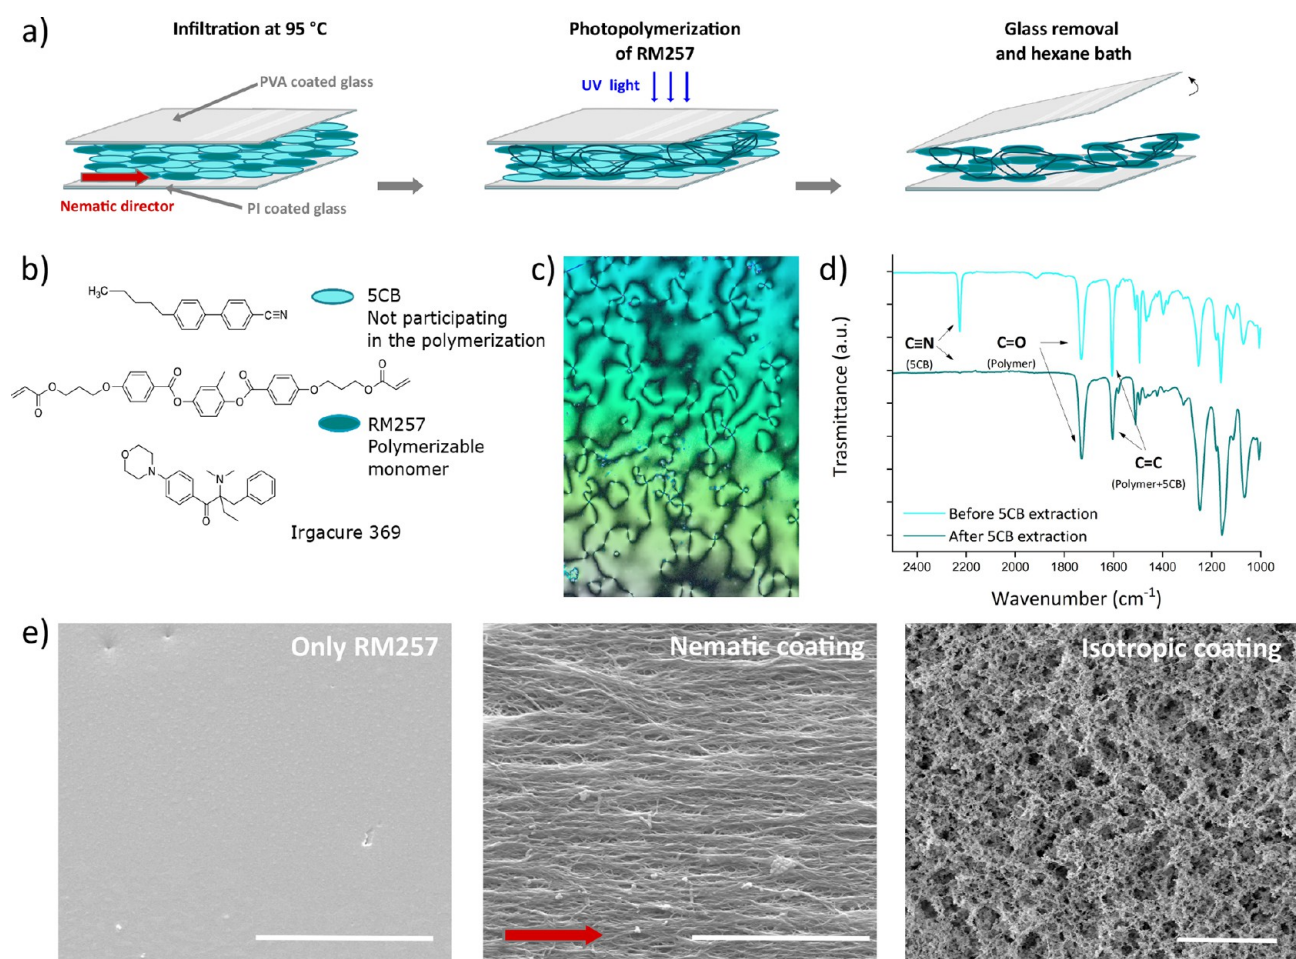 a)
Infiltration at 95 °C
PVA coated glass
Nematic director
PI coated glass
Photopolymerization
of RM257
UV light
Glass removal
and hexane bath
b)
H₃C
C≡N
5CB
Not participating
in the polymerization
O
O
O
O
O
O
O
O
O
O
RM257
Polymerizable
monomer
O
N
N
O
Irgacure 369
c)
d)
Trasmittance (a.u.)
C≡N
(5CB)
C=O
(Polymer)
C=C
(Polymer+5CB)
Before 5CB extraction
After 5CB extraction
2400 2200 2000 1800 1600 1400 1200 1000
Wavenumber (cm⁻¹)
e)
Only RM257
Nematic coating
Isotropic coating